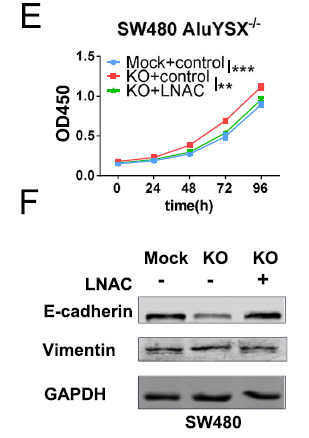 E
SW480 AluYSX-/-
Mock+control
KO+control
KO+LNAC
***
**
OD450
1.5
1.0
0.5
0.0
0 24 48 72 96
time(h)
F
Mock KO KO
LNAC - - +
E-cadherin
Vimentin
GAPDH
SW480